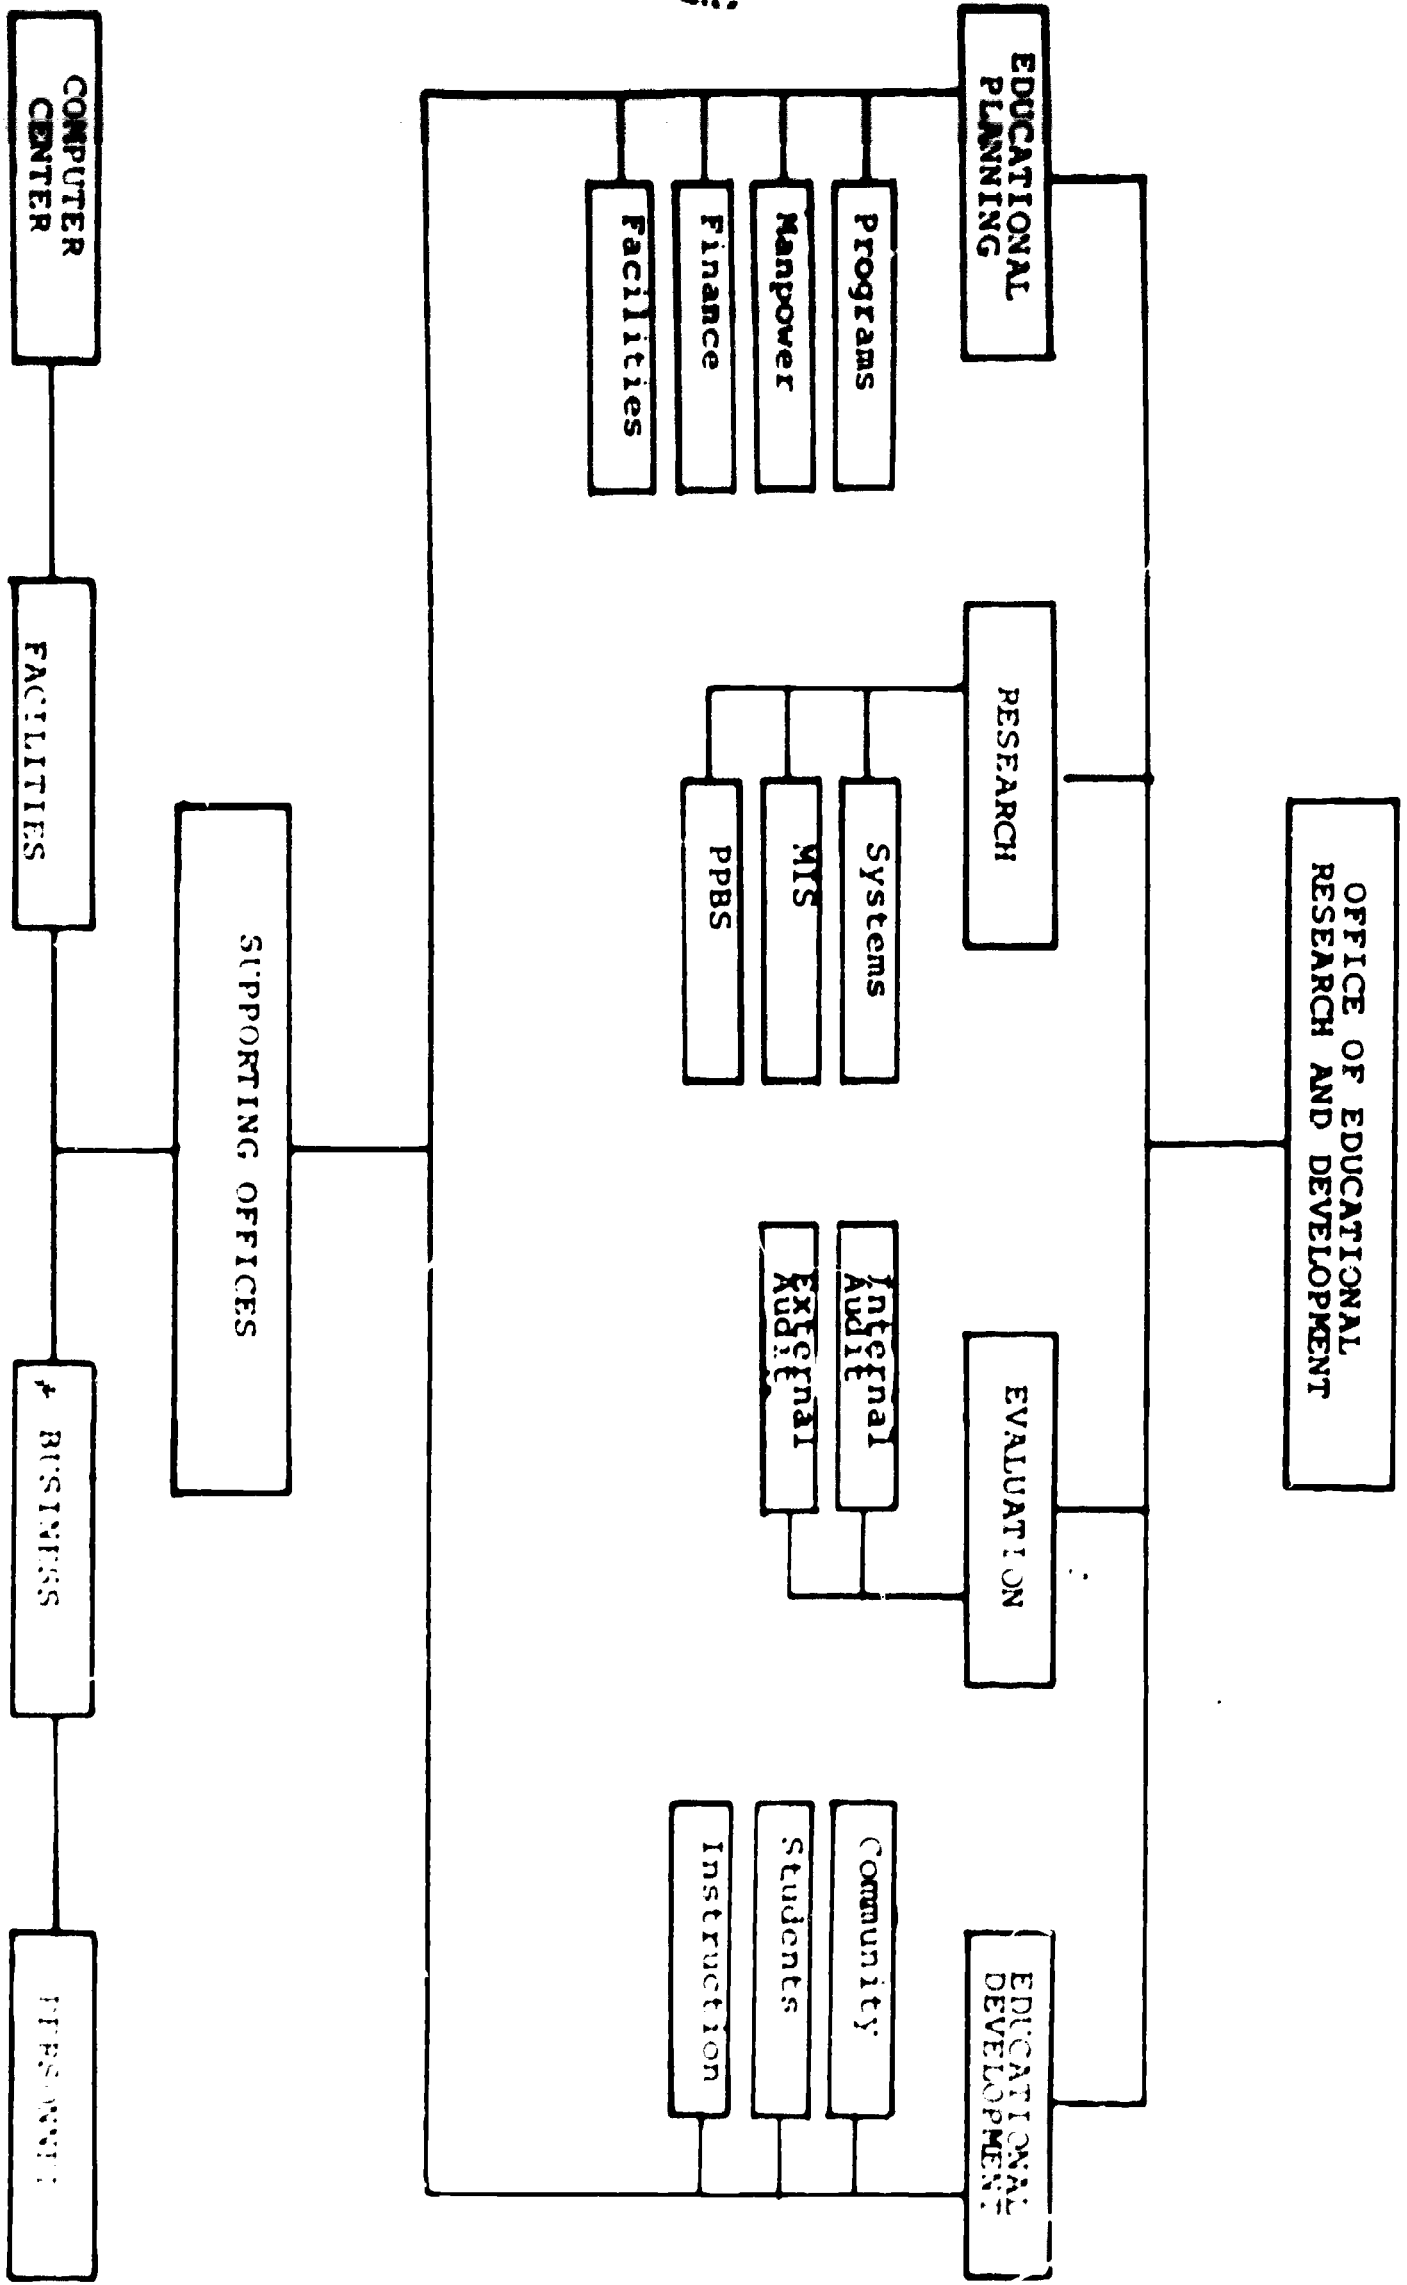 OFFICE OF EDUCATIONAL
RESEARCH AND DEVELOPMENT
EDUCATIONAL
PLANNING
RESEARCH
EVALUATION
EDUCATIONAL
DEVELOPMENT
Programs
Manpower
Finance
Facilities
Systems
MIS
PPBS
Internal
Audit
External
Audit
Community
Students
Instruction
SUPPORTING OFFICES
COMPUTER
CENTER
FACILITIES
BUSINESS